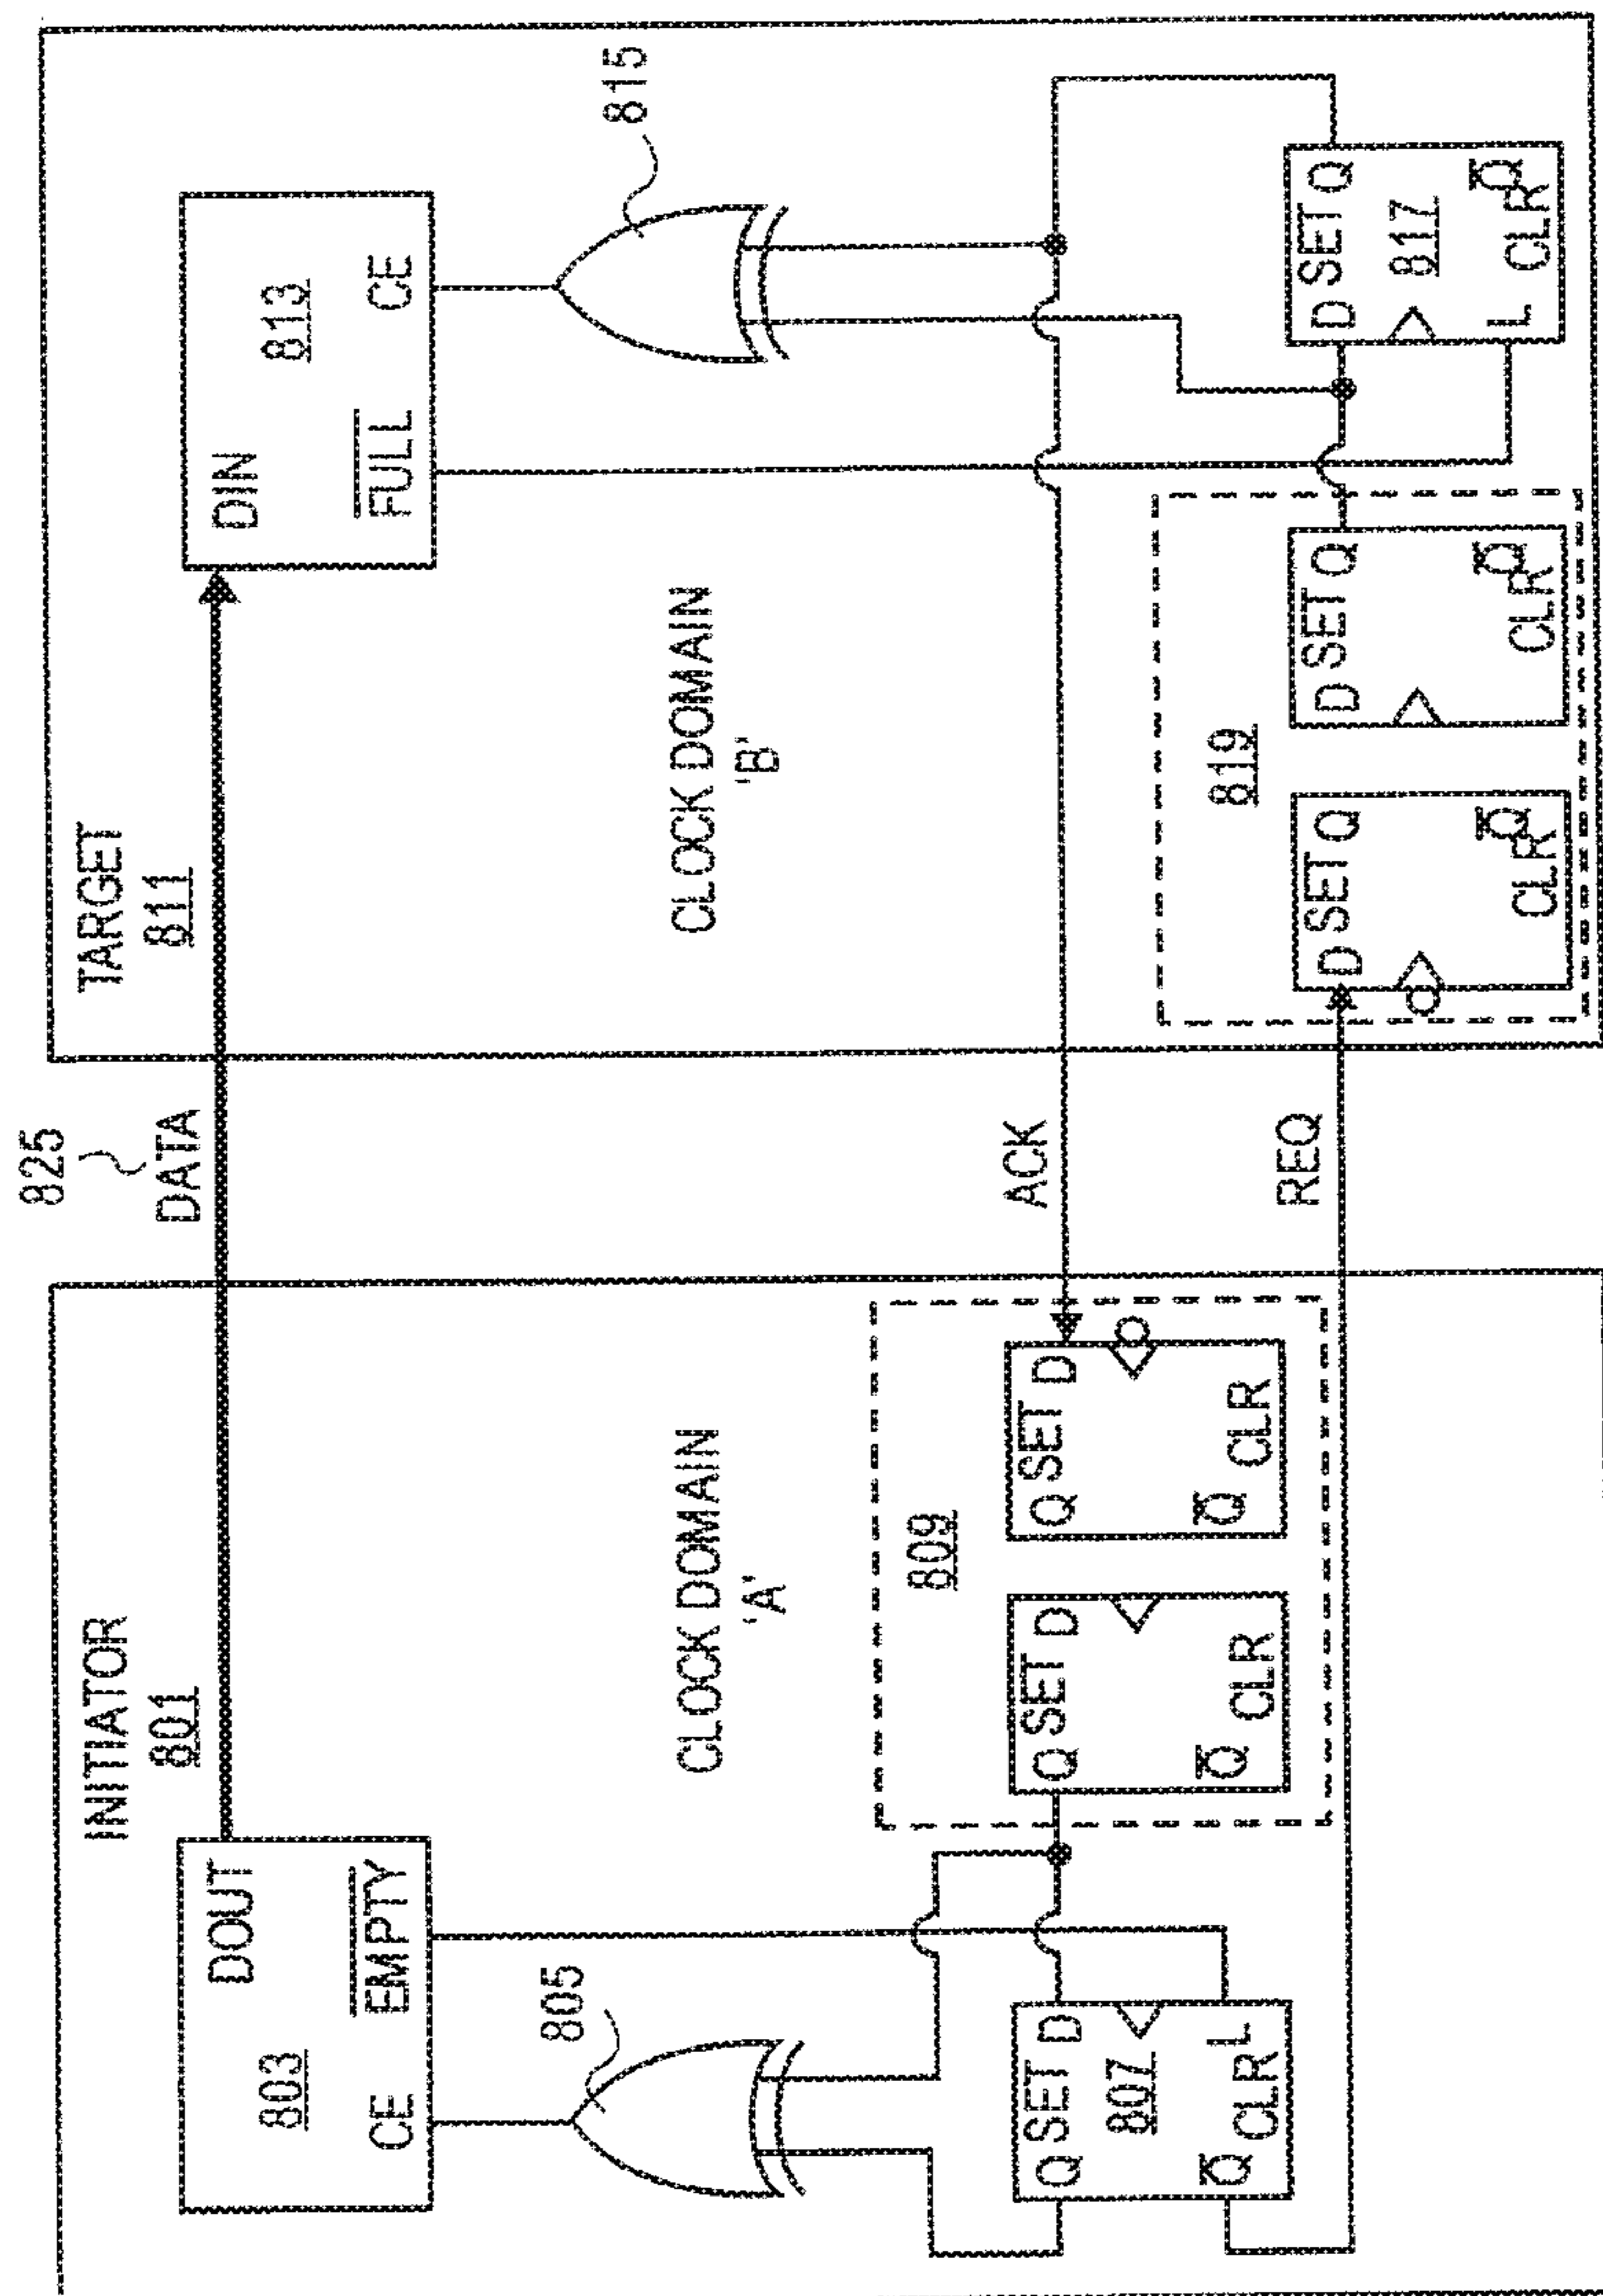 INITIATOR
801
803
DOUT
CE
EMPTY
805
CLOCK DOMAIN
'A'
809
Q SET D
807
L
Q CLR
Q SET D
Q CLR
Q SET D
Q CLR
825
DATA
ACK
REQ
TARGET
811
DIN
813
FULL
CE
815
CLOCK DOMAIN
'B'
819
D SET Q
Q
CLR
D SET Q
Q
CLR
D SET Q
817
Q
L CLR